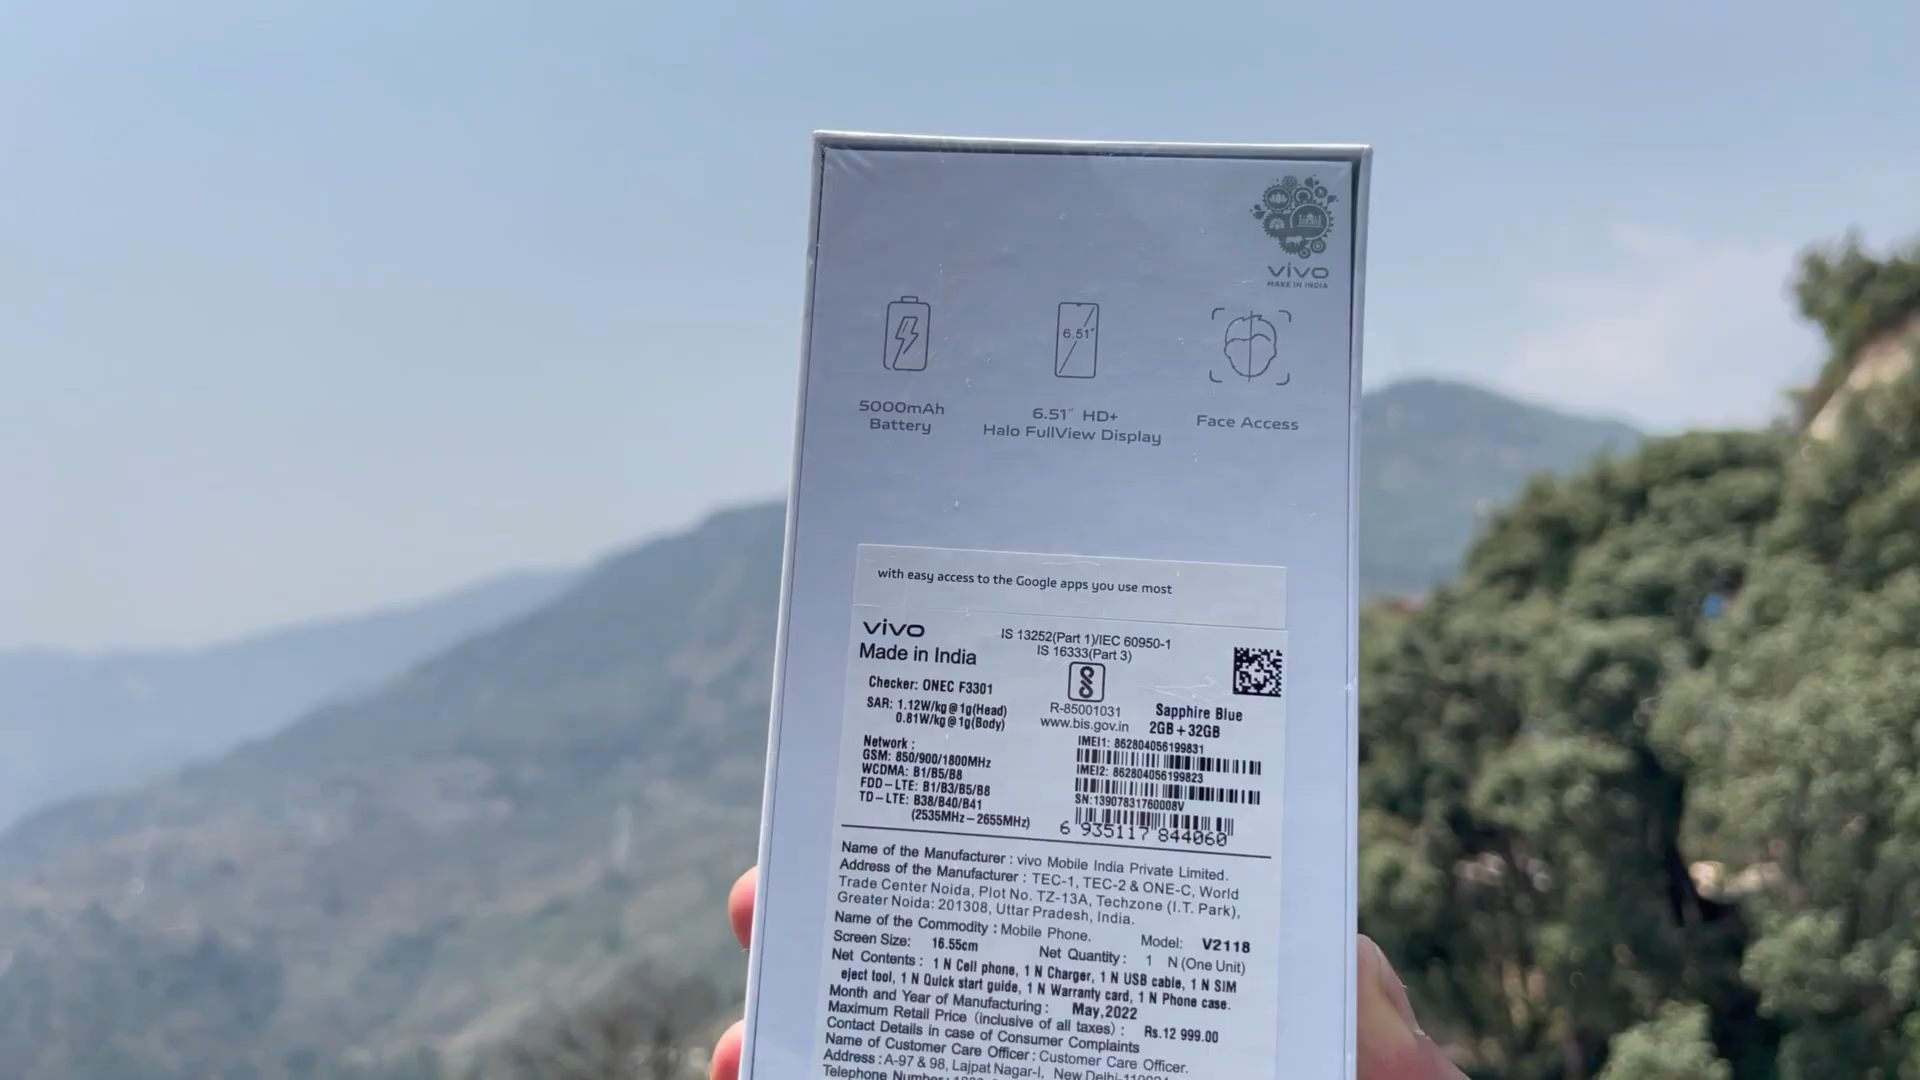 vivo
MAKE IN INDIA
6.51"
5000mAh
Battery
6.51" HD+
Halo FullView Display
Face Access
with easy access to the Google apps you use most
vivo
Made in India
IS 13252(Part 1)/IEC 60950-1
IS 16333(Part 3)
Checker: ONEC F3301
SAR: 1.12W/kg@1g(Head)
0.81W/kg@1g(Body)
R-85001031
www.bis.gov.in
Sapphire Blue
2GB+32GB
Network :
GSM: 850/900/1800MHz
WCDMA: B1/B5/B8
FDD-LTE: B1/B3/B5/B8
TD-LTE: B38/B40/B41
(2535MHz-2655MHz)
IMEI1: 862804056199831
IMEI2: 862804056199823
SN:13907831760008V
6 935117 844060
Name of the Manufacturer : vivo Mobile India Private Limited.
Address of the Manufacturer : TEC-1, TEC-2 & ONE-C, World
Trade Center Noida, Plot No. TZ-13A, Techzone (I.T. Park),
Greater Noida: 201308, Uttar Pradesh, India.
Name of the Commodity : Mobile Phone. Model: V2118
Screen Size: 16.55cm Net Quantity : 1 N (One Unit)
Net Contents : 1 N Cell phone, 1 N Charger, 1 N USB cable, 1 N SIM
eject tool, 1 N Quick start guide, 1 N Warranty card, 1 N Phone case.
Month and Year of Manufacturing : May,2022
Maximum Retail Price (inclusive of all taxes) : Rs.12 999.00
Contact Details in case of Consumer Complaints
Name of Customer Care Officer : Customer Care Officer.
Address : A-97 & 98, Lajpat Nagar-I, New Delhi-
Telephone Number :